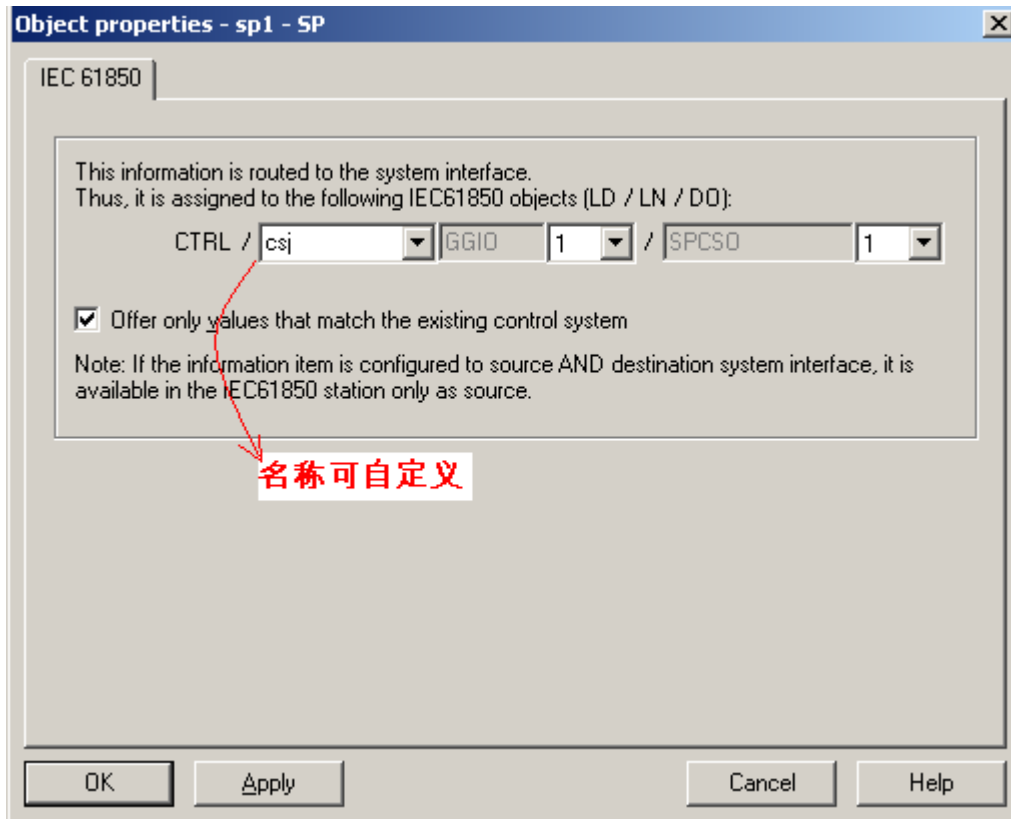 Object properties - sp1 - SP
IEC 61850
This information is routed to the system interface.
Thus, it is assigned to the following IEC61850 objects (LD / LN / DO):
CTRL / csj GGIO 1 / SPCSO 1
Offer only values that match the existing control system
Note: If the information item is configured to source AND destination system interface, it is
available in the IEC61850 station only as source.
名称可自定义
OK Apply Cancel Help